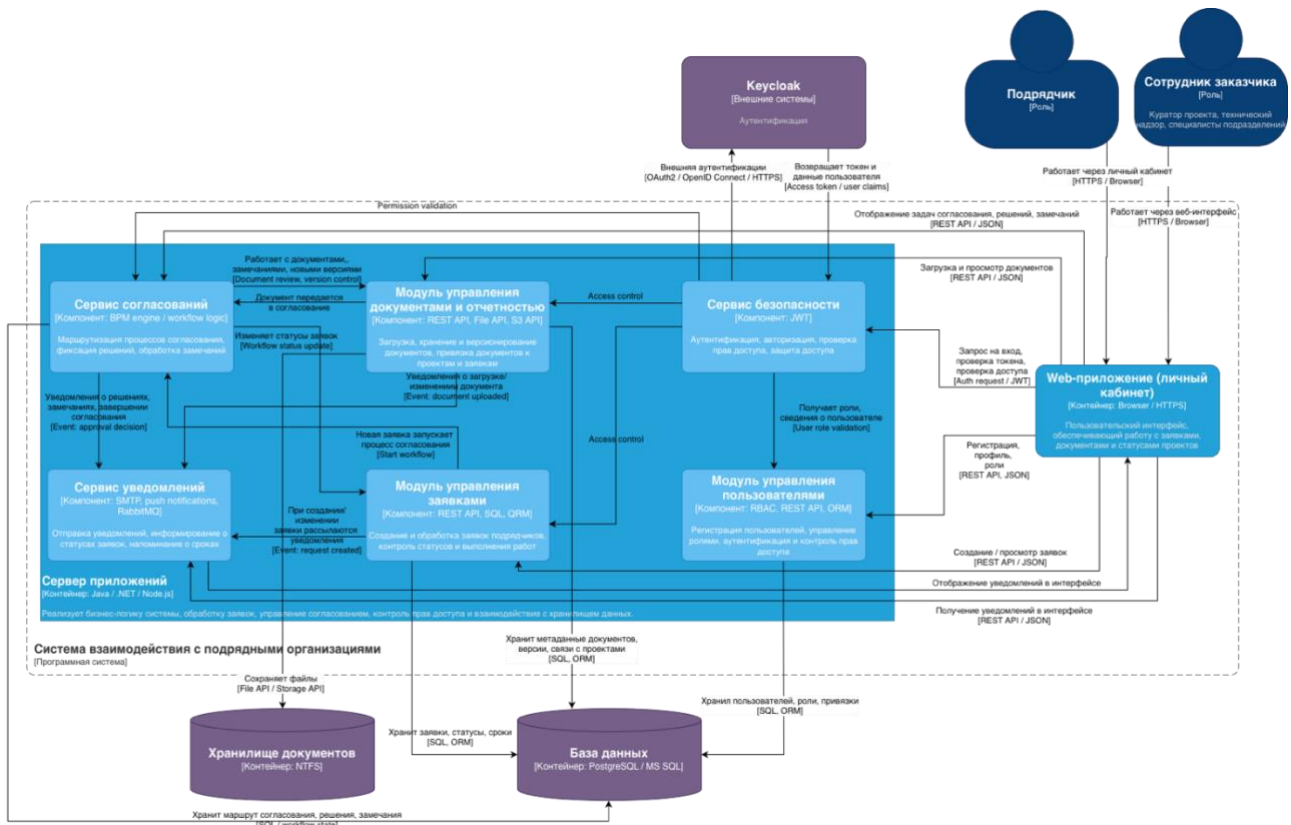 Keycloak
[Внешние системы]
Аутентификация
Подрядчик
[Роль]
Сотрудник заказчика
[Роль]
Куратор проекта, технический
надзор, специалисты подразделений
Внешняя аутентификации
[OAuth2 / OpenID Connect / HTTPS]
Возвращает токен и
данные пользователя
[Access token / user claims]
Работает через личный кабинет
[HTTPS / Browser]
Работает через веб-интерфейс
[HTTPS / Browser]
Permission validation
Отображение задач согласования, решений, замечаний
[REST API / JSON]
Работает с документами,,
замечаниями, новыми версиями
[Document review, version control]
Загрузка и просмотр документов
[REST API / JSON]
Сервис согласований
[Компонент: BPM engine / workflow logic]
Маршрутизация процессов согласования,
фиксация решений, обработка замечаний
Документ передается
в согласование
Модуль управления
документами и отчетностью
[Компонент: REST API, File API, S3 API]
Загрузка, хранение и версионирование
документов, привязка документов к
проектам и заявкам
Access control
Сервис безопасности
[Компонент: JWT]
Аутентификация, авторизация, проверка
прав доступа, защита доступа
Изменяет статусы заявок
[Workflow status update]
Запрос на вход,
проверка токена,
проверка доступа
[Auth request / JWT]
Web-приложение (личный
кабинет)
[Контейнер: Browser / HTTPS]
Пользовательский интерфейс,
обеспечивающий работу с заявками,
документами и статусами проектов
Уведомления о решениях,
замечаниях, завершении
согласования
[Event: approval decision]
Уведомления о загрузке/
изменении документа
[Event: document uploaded]
Новая заявка запускает
процесс согласования
[Start workflow]
Access control
Получает роли,
сведения о пользователе
[User role validation]
Регистрация,
профиль,
роли
[REST API, JSON]
Сервис уведомлений
[Компонент: SMTP, push notifications,
RabbitMQ]
Отправка уведомлений, информирование о
статусах заявок, напоминание о сроках
При создании/
изменении
заявки рассылаются
уведомления
[Event: request created]
Модуль управления
заявками
[Компонент: REST API, SQL, QRM]
Создание и обработка заявок подрядчиков,
контроль статусов и выполнения работ
Модуль управления
пользователями
[Компонент: RBAC, REST API, ORM]
Регистрация пользователей, управление
ролями, аутентификация и контроль прав
доступа
Создание / просмотр заявок
[REST API / JSON]
Отображение уведомлений в интерфейсе
Получение уведомлений в интерфейсе
[REST API / JSON]
Сервер приложений
[Контейнер: Java / .NET / Node.js]
Реализует бизнес-логику системы, обработку заявок, управление согласованием, контроль прав доступа и взаимодействия с хранилищем данных.
Система взаимодействия с подрядными организациями
[Программная система]
Хранит метаданные документов,
версии, связи с проектами
[SQL, ORM]
Сохраняет файлы
[File API / Storage API]
Хранит заявки, статусы, сроки
[SQL, ORM]
Хранил пользователей, роли, привязки
[SQL, ORM]
Хранилище документов
[Контейнер: NTFS]
База данных
[Контейнер: PostgreSQL / MS SQL]
Хранит маршрут согласования, решения, замечания
[SQL / workflow state]